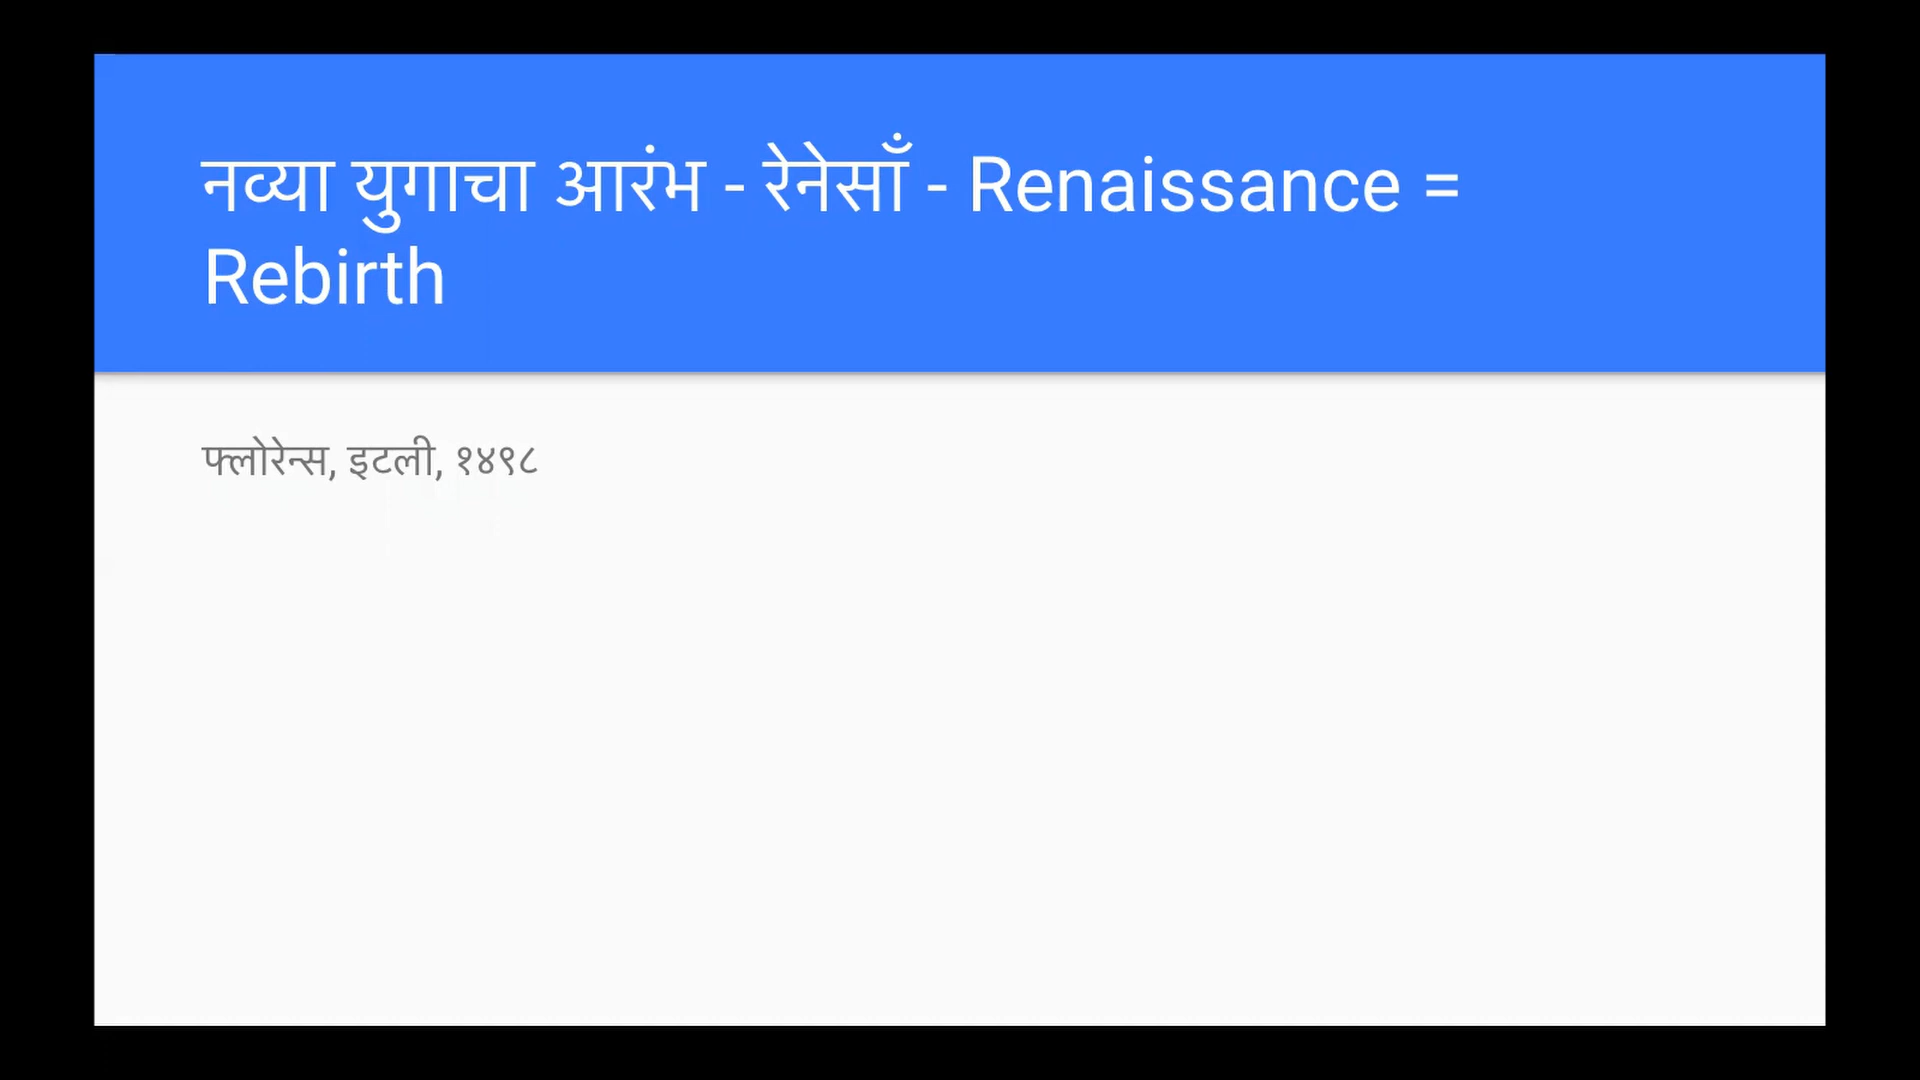 नव्या युगाचा आरंभ - रेनेसाँ - Renaissance =
Rebirth
फ्लोरेन्स, इटली, १४९८